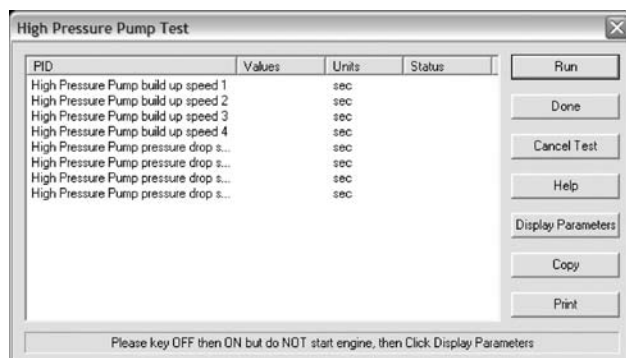 High Pressure Pump Test
PID Values Units Status
High Pressure Pump build up speed 1 sec
High Pressure Pump build up speed 2 sec
High Pressure Pump build up speed 3 sec
High Pressure Pump build up speed 4 sec
High Pressure Pump pressure drop s... sec
High Pressure Pump pressure drop s... sec
High Pressure Pump pressure drop s... sec
High Pressure Pump pressure drop s... sec
Run
Done
Cancel Test
Help
Display Parameters
Copy
Print
Please key OFF then ON but do NOT start engine, then Click Display Parameters